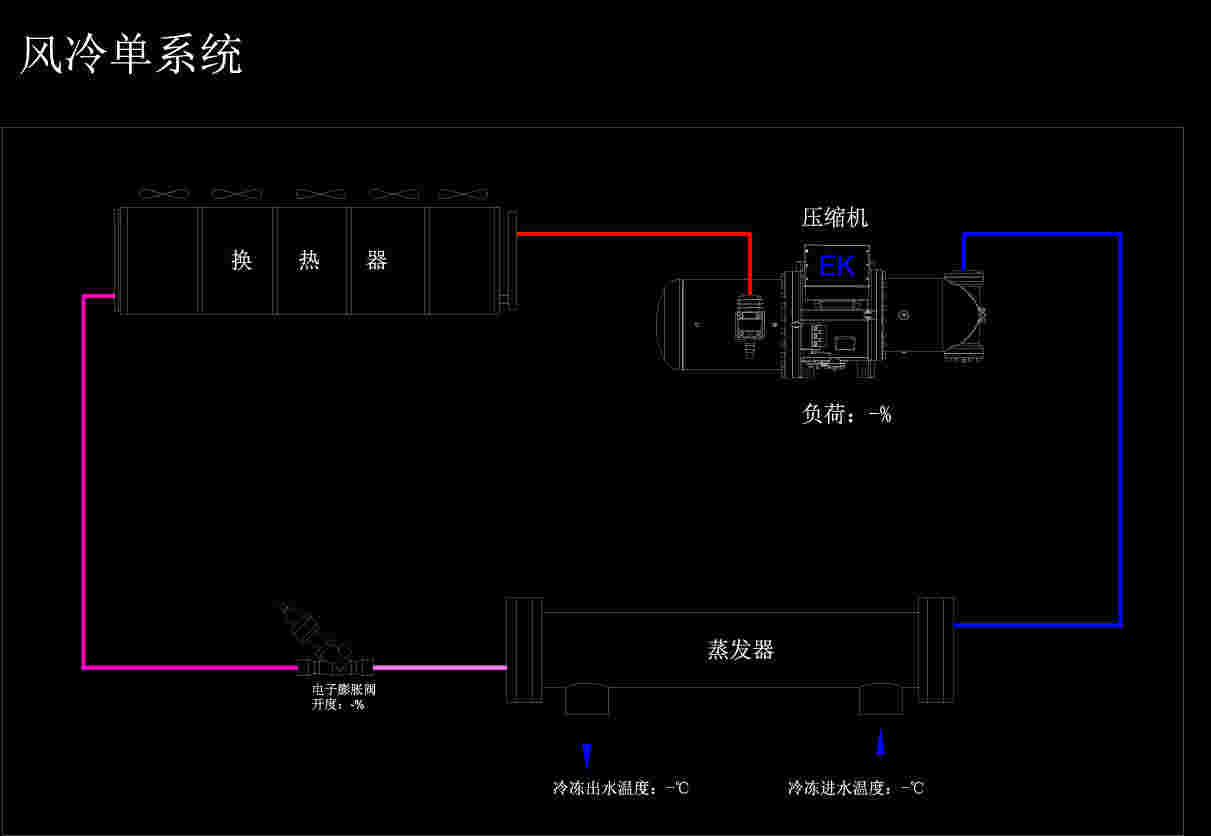 风冷单系统
压缩机
换 热 器
EK
负荷：-%
蒸发器
电子膨胀阀
开度：-%
冷冻出水温度：-℃
冷冻进水温度：-℃